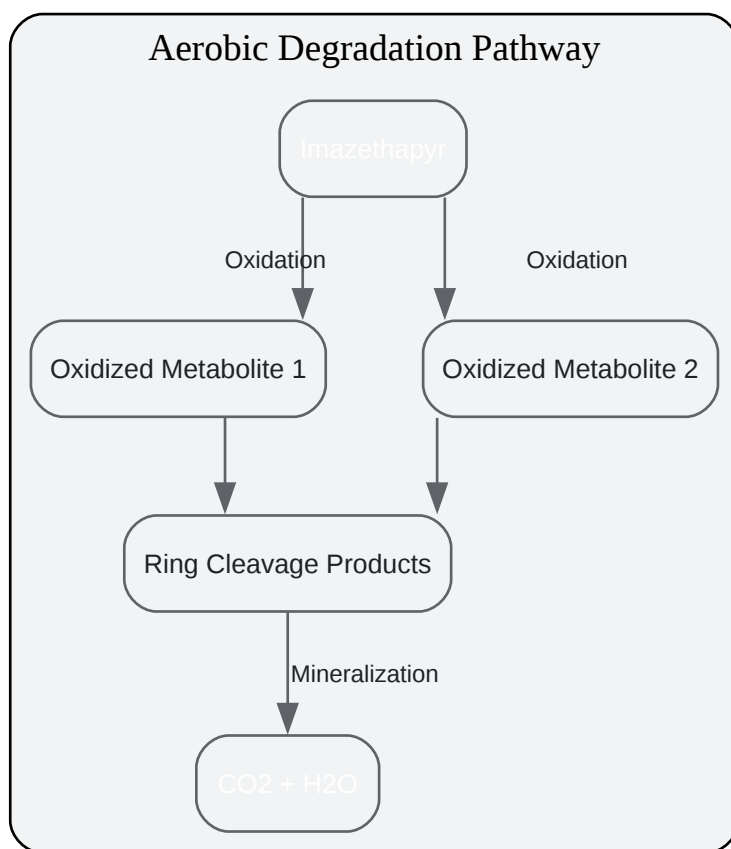 Aerobic Degradation Pathway
Imazethapyr
Oxidation
Oxidation
Oxidized Metabolite 1
Oxidized Metabolite 2
Ring Cleavage Products
Mineralization
CO2 + H2O